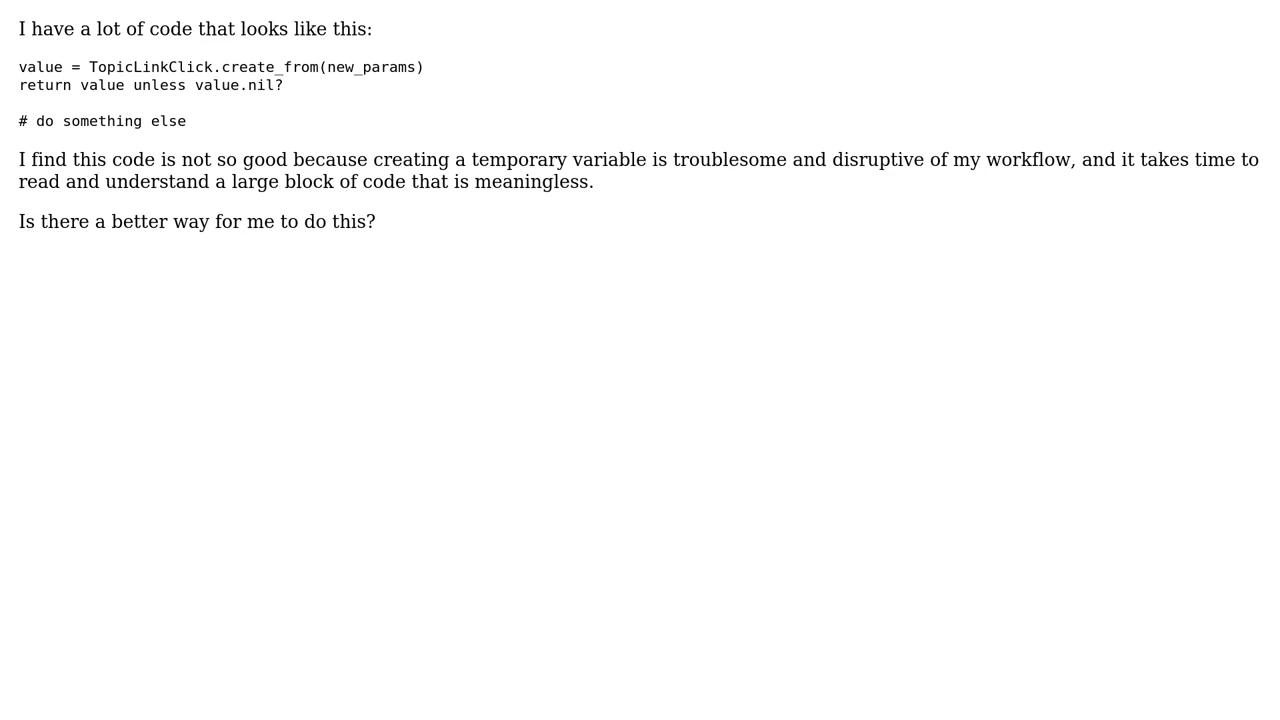 I have a lot of code that looks like this:
value = TopicLinkClick.create_from(new_params)
return value unless value.nil?
# do something else
I find this code is not so good because creating a temporary variable is troublesome and disruptive of my workflow, and it takes time to
read and understand a large block of code that is meaningless.
Is there a better way for me to do this?